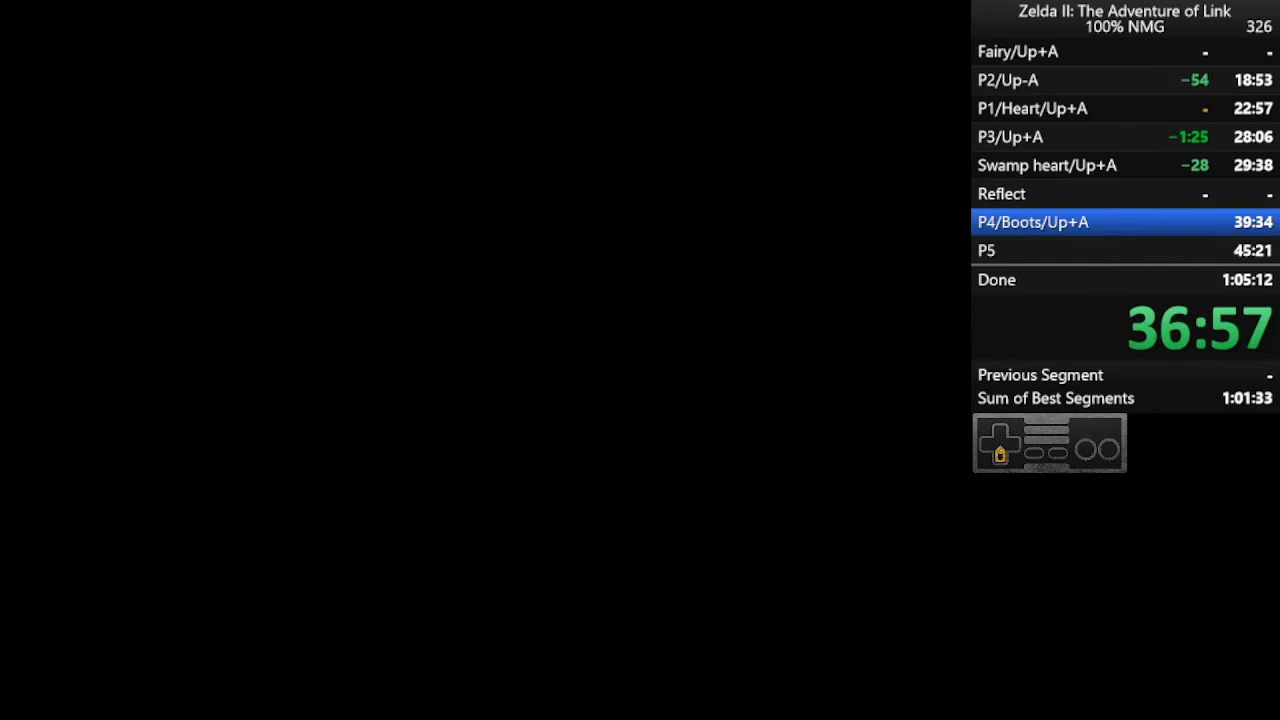 Zelda II: The Adventure of Link
100% NMG 326
Fairy/Up+A - -
P2/Up-A -54 18:53
P1/Heart/Up+A - 22:57
P3/Up+A -1:25 28:06
Swamp heart/Up+A -28 29:38
Reflect - -
P4/Boots/Up+A 39:34
P5 45:21
Done 1:05:12
36:57
Previous Segment -
Sum of Best Segments 1:01:33